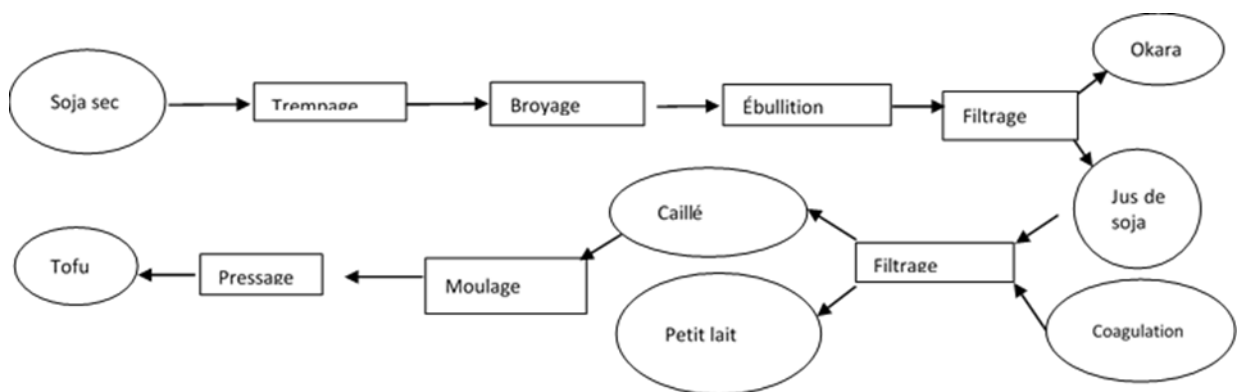 Soja sec
Trempage
Broyage
Ébullition
Filtrage
Okara
Jus de
soja
Coagulation
Filtrage
Caillé
Petit lait
Moulage
Pressage
Tofu